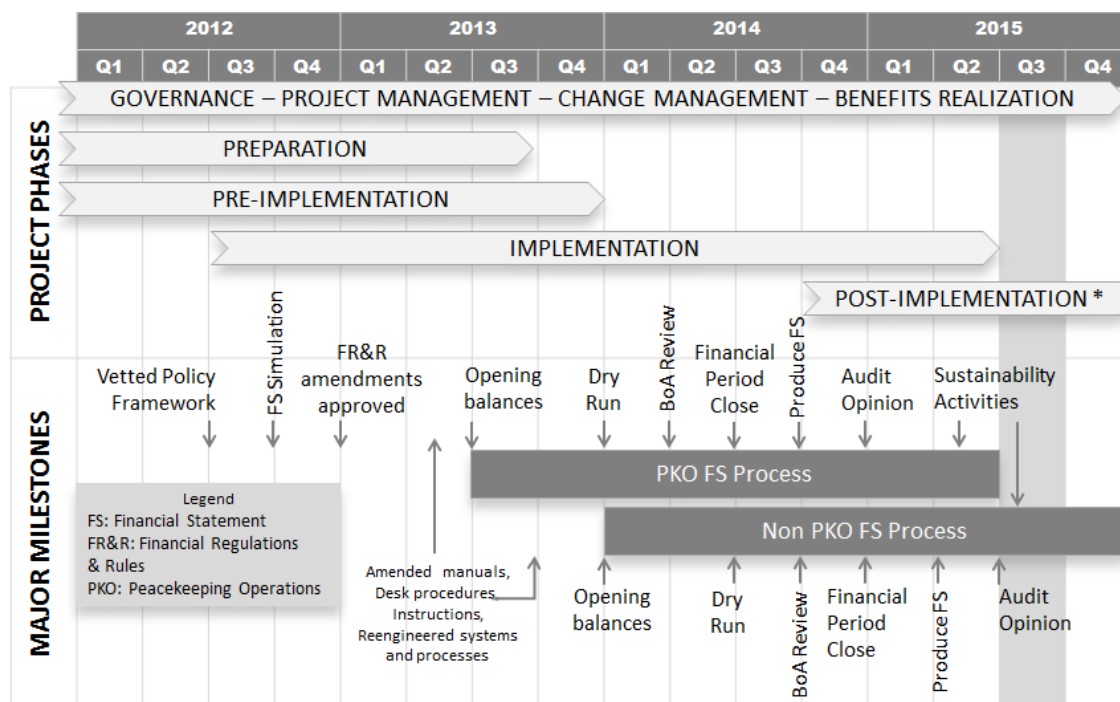 2012
2013
2014
2015
Q1 Q2 Q3 Q4 Q1 Q2 Q3 Q4 Q1 Q2 Q3 Q4 Q1 Q2 Q3 Q4
PROJECT PHASES
GOVERNANCE – PROJECT MANAGEMENT – CHANGE MANAGEMENT – BENEFITS REALIZATION
PREPARATION
PRE-IMPLEMENTATION
IMPLEMENTATION
POST-IMPLEMENTATION *
MAJOR MILESTONES
Vetted Policy
Framework
FS Simulation
FR&R
amendments
approved
Opening
balances
Dry
Run
BoA Review
Financial
Period
Close
Produce FS
Audit
Opinion
Sustainability
Activities
PKO FS Process
Non PKO FS Process
Legend
FS: Financial Statement
FR&R: Financial Regulations
& Rules
PKO: Peacekeeping Operations
Amended manuals,
Desk procedures,
Instructions,
Reengineered systems
and processes
Opening
balances
Dry
Run
BoA Review
Financial
Period
Close
Produce FS
Audit
Opinion